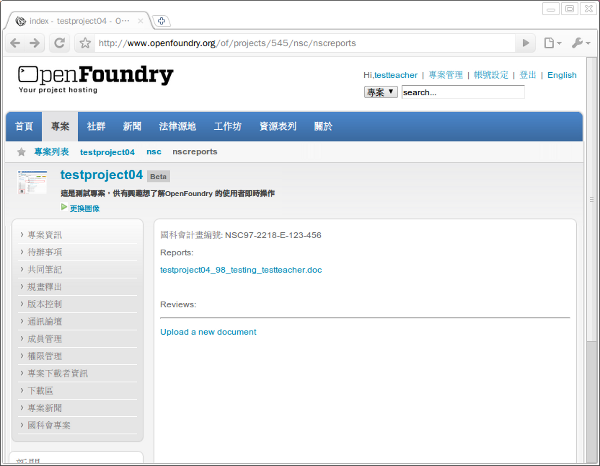 index - testproject04 - O…
http://www.openfoundry.org/of/projects/545/nsc/nscreports
OpenFoundry
Your project hosting
Hi,testteacher | 專案管理 | 帳號設定 | 登出 | English
專案 search...
首頁 專案 社群 新聞 法律源地 工作坊 資源表列 關於
專案列表 testproject04 nsc nscreports
testproject04 Beta
這是測試專案，供有興趣想了解OpenFoundry 的使用者即時操作
更換圖像
專案資訊
待辦事項
共同筆記
規畫釋出
版本控制
通訊論壇
成員管理
權限管理
專案下載者資訊
下載區
專案新聞
國科會專案
國科會計畫編號: NSC97-2218-E-123-456
Reports:
testproject04_98_testing_testteacher.doc
Reviews:
Upload a new document